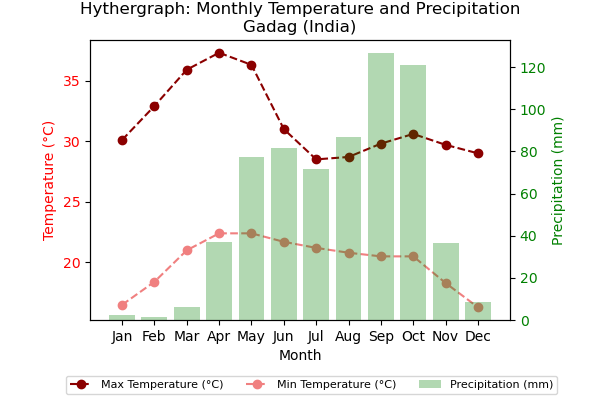 Hythergraph: Monthly Temperature and Precipitation
Gadag (India)
Temperature (°C)
35
30
25
20
Precipitation (mm)
120
100
80
60
40
20
0
Jan Feb Mar Apr May Jun Jul Aug Sep Oct Nov Dec
Month
Max Temperature (°C) Min Temperature (°C) Precipitation (mm)